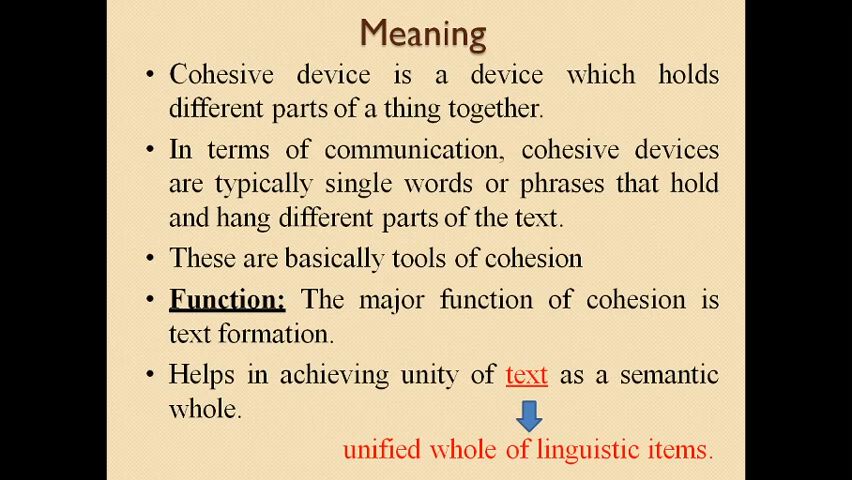 Meaning
• Cohesive device is a device which holds
different parts of a thing together.
• In terms of communication, cohesive devices
are typically single words or phrases that hold
and hang different parts of the text.
• These are basically tools of cohesion
• Function: The major function of cohesion is
text formation.
• Helps in achieving unity of text as a semantic
whole.
unified whole of linguistic items.